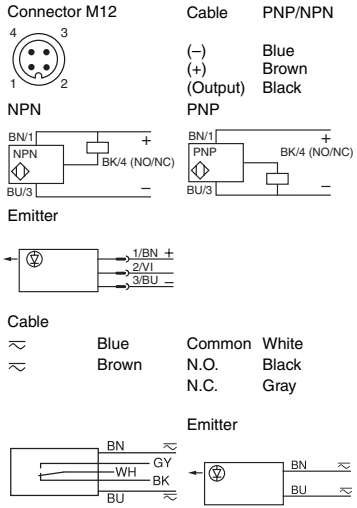 Connector M12
Cable PNP/NPN
4 3
1 2
(–) Blue
(+) Brown
(Output) Black
NPN
PNP
BN/1 +
NPN
BK/4 (NO/NC)
BU/3 –
BN/1 +
PNP
BK/4 (NO/NC)
BU/3 –
Emitter
1/BN +
2/VI
3/BU –
Cable
Blue
Brown
Common White
N.O. Black
N.C. Gray
Emitter
BN
GY
WH
BK
BU
BN
BU